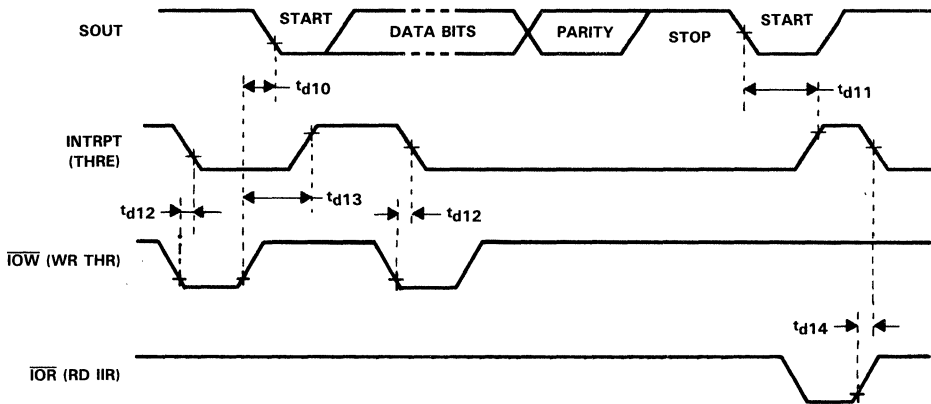 SOUT
START
DATA BITS
PARITY
STOP
START
td10
td11
INTRPT
(THRE)
td12
td13
td12
IOW (WR THR)
td14
IOR (RD IIR)